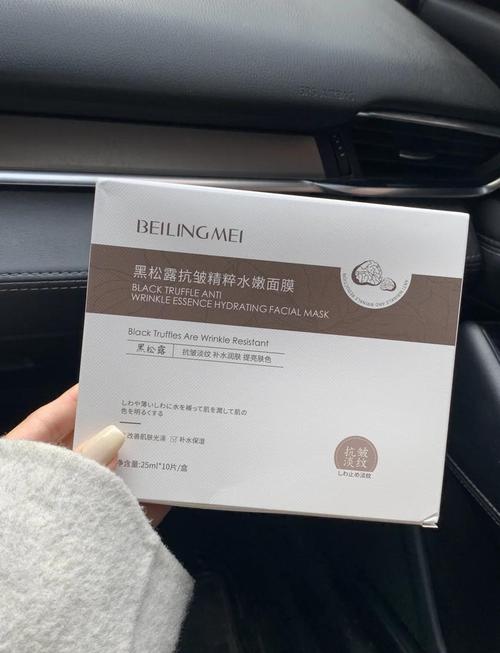 BEILINGMEI
黑松露抗皱精粹水嫩面膜
BLACK TRUFFLE ANTI
WRINKLE ESSENCE HYDRATING FACIAL MASK
Black Truffles Are Wrinkle Resistant
黑松露 抗皱淡纹 补水润肤 提亮肤色
しわや薄いしわに水を補って肌を潤して肌の
色を明るくする
改善肌肤光泽 补水保湿
净含量:25ml*10片/盒
抗皱
淡纹
しわ止め淡纹